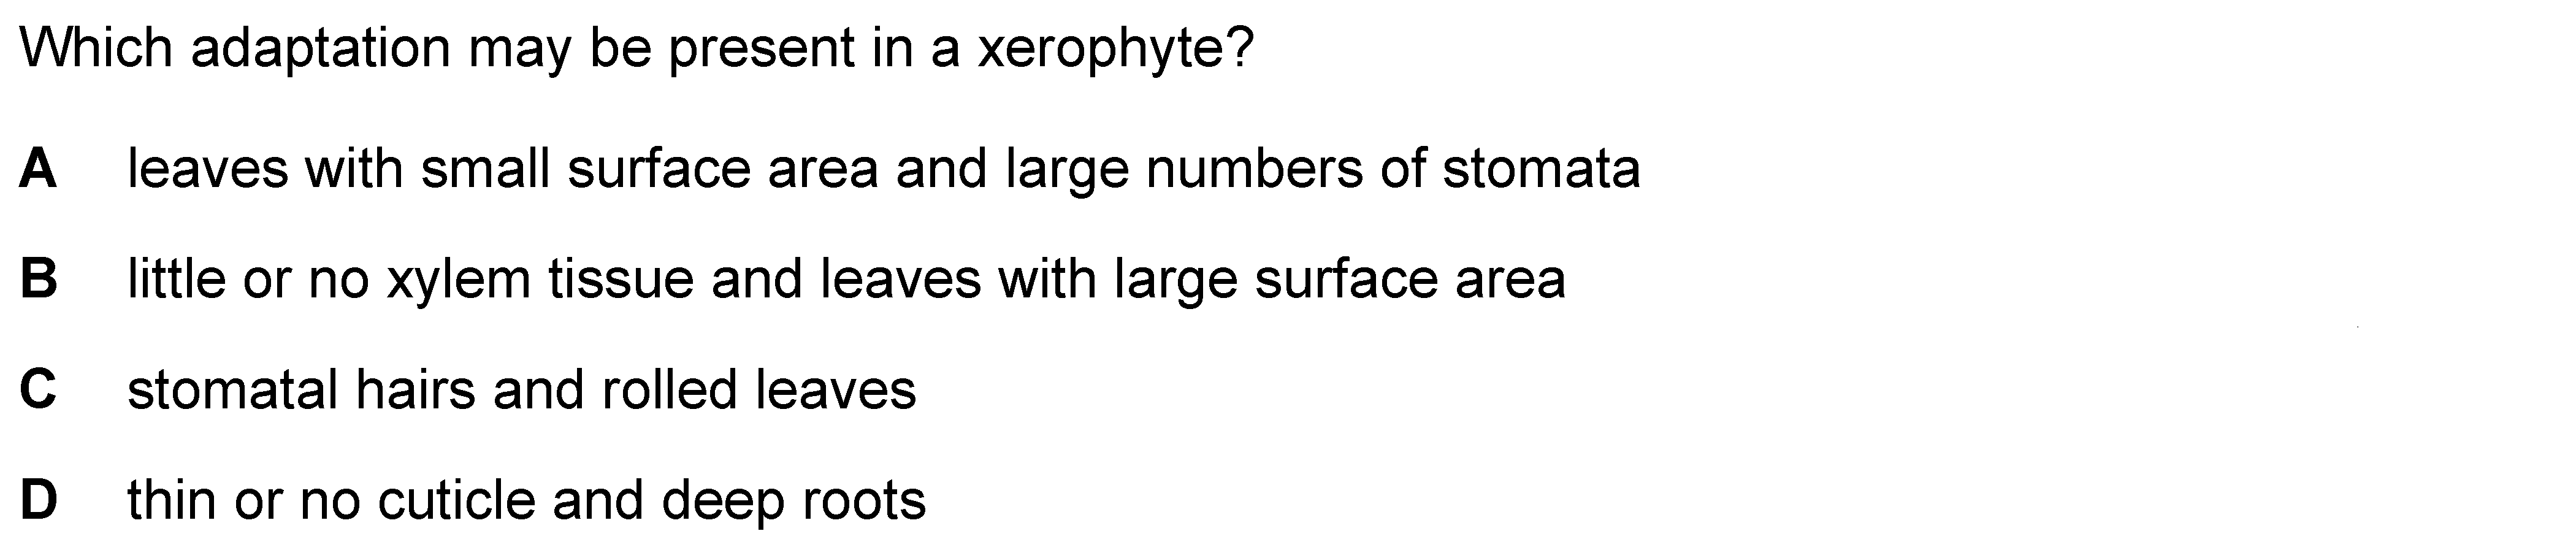 Which adaptation may be present in a xerophyte?
A leaves with small surface area and large numbers of stomata
B little or no xylem tissue and leaves with large surface area
C stomatal hairs and rolled leaves
D thin or no cuticle and deep roots